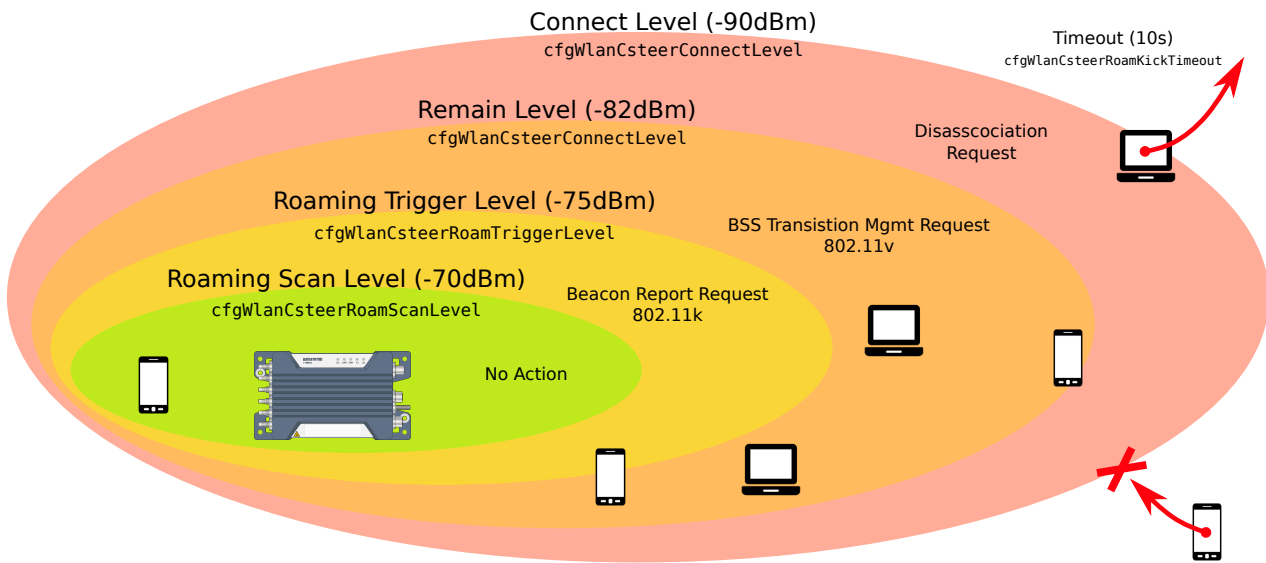 Connect Level (-90dBm)
cfgWlanCsteerConnectLevel
Timeout (10s)
cfgWlanCsteerRoamKickTimeout
Remain Level (-82dBm)
cfgWlanCsteerConnectLevel
Disasscociation
Request
Roaming Trigger Level (-75dBm)
cfgWlanCsteerRoamTriggerLevel
BSS Transistion Mgmt Request
802.11v
Roaming Scan Level (-70dBm)
cfgWlanCsteerRoamScanLevel
Beacon Report Request
802.11k
No Action